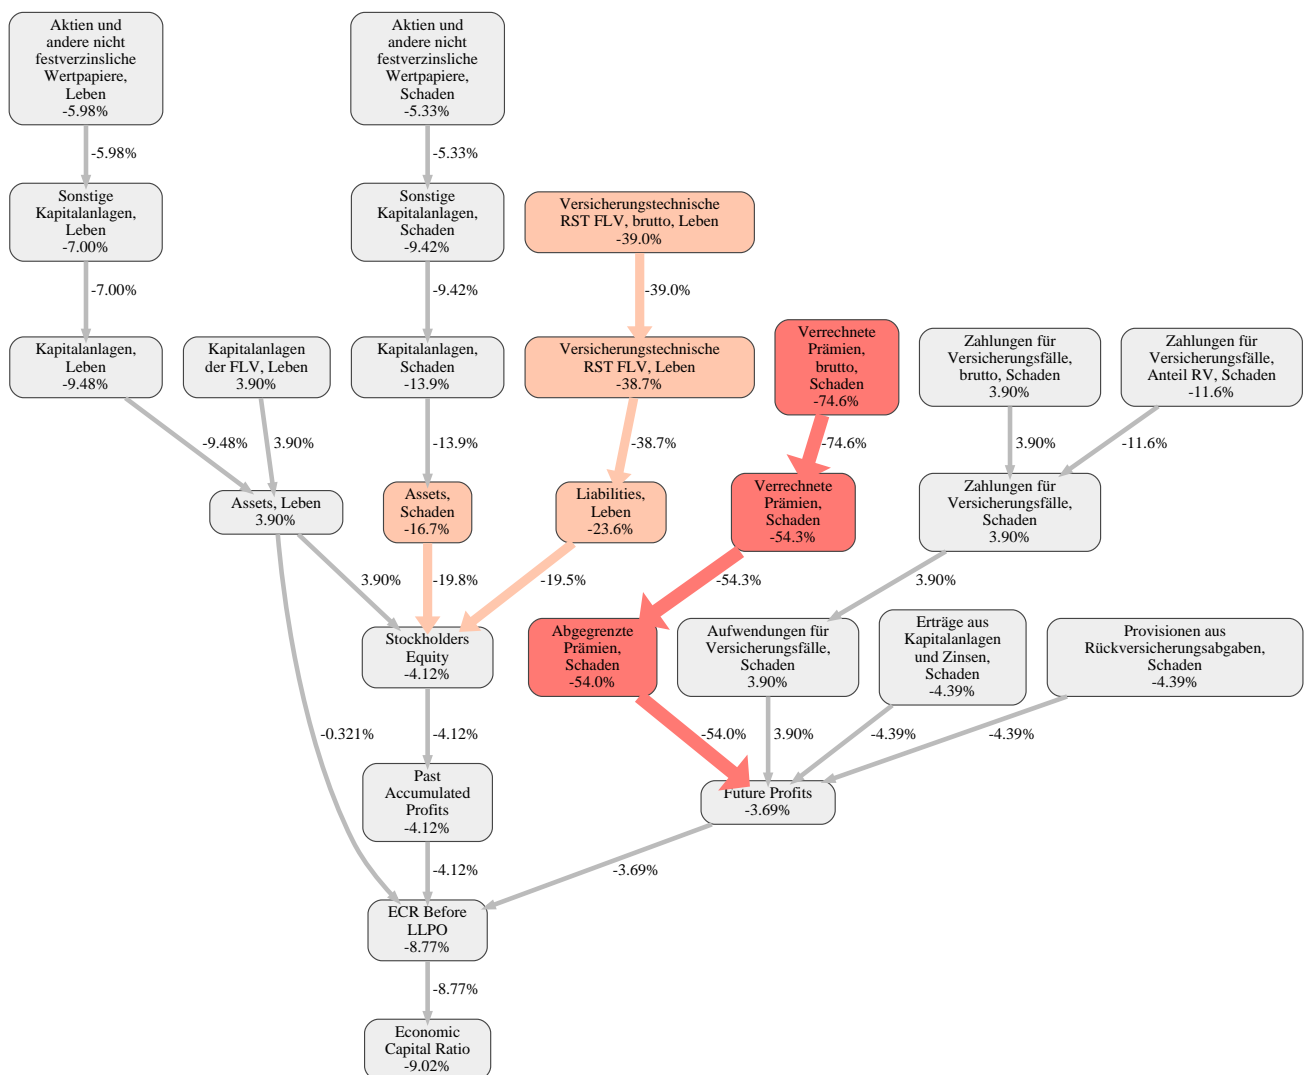 Aktien und
andere nicht
festverzinsliche
Wertpapiere,
Leben
-5.98%
Aktien und
andere nicht
festverzinsliche
Wertpapiere,
Schaden
-5.33%
-5.98%
-5.33%
Sonstige
Kapitalanlagen,
Leben
-7.00%
Sonstige
Kapitalanlagen,
Schaden
-9.42%
Versicherungstechnische
RST FLV, brutto, Leben
-39.0%
-7.00%
-9.42%
-39.0%
Kapitalanlagen,
Leben
-9.48%
Kapitalanlagen
der FLV, Leben
3.90%
Kapitalanlagen,
Schaden
-13.9%
Versicherungstechnische
RST FLV, Leben
-38.7%
Verrechnete
Prämien,
brutto,
Schaden
-74.6%
Zahlungen für
Versicherungsfälle,
brutto, Schaden
3.90%
Zahlungen für
Versicherungsfälle,
Anteil RV, Schaden
-11.6%
-9.48%
3.90%
-13.9%
-38.7%
-74.6%
3.90%
-11.6%
Assets, Leben
3.90%
Assets,
Schaden
-16.7%
Liabilities,
Leben
-23.6%
Verrechnete
Prämien,
Schaden
-54.3%
Zahlungen für
Versicherungsfälle,
Schaden
3.90%
3.90%
-19.8%
-19.5%
-54.3%
3.90%
Stockholders
Equity
-4.12%
Abgegrenzte
Prämien,
Schaden
-54.0%
Aufwendungen für
Versicherungsfälle,
Schaden
3.90%
Erträge aus
Kapitalanlagen
und Zinsen,
Schaden
-4.39%
Provisionen aus
Rückversicherungsabgaben,
Schaden
-4.39%
-0.321%
-4.12%
-54.0%
3.90%
-4.39%
-4.39%
Past
Accumulated
Profits
-4.12%
Future Profits
-3.69%
-4.12%
-3.69%
ECR Before
LLPO
-8.77%
-8.77%
Economic
Capital Ratio
-9.02%